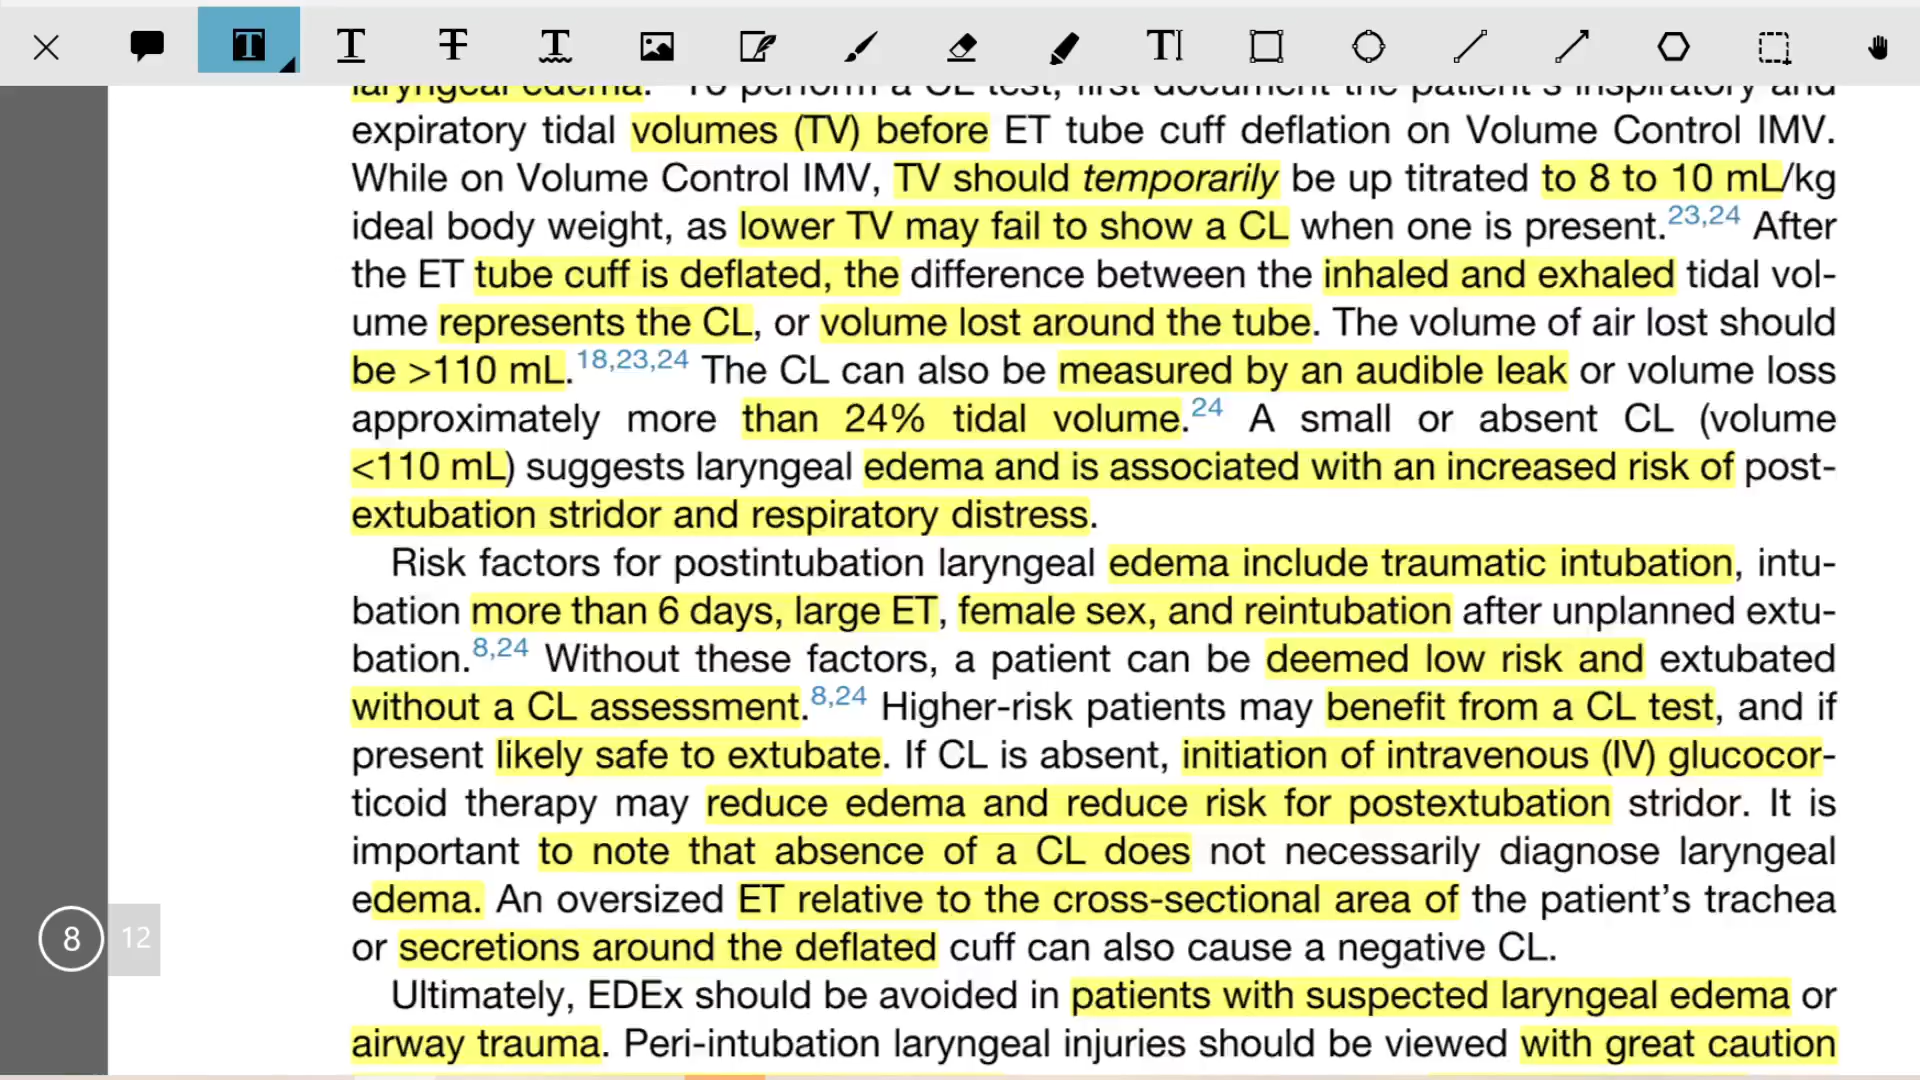 laryngeal edema. To perform a CL test, first document the patient's inspiratory and
expiratory tidal volumes (TV) before ET tube cuff deflation on Volume Control IMV.
While on Volume Control IMV, TV should temporarily be up titrated to 8 to 10 mL/kg
ideal body weight, as lower TV may fail to show a CL when one is present.23,24 After
the ET tube cuff is deflated, the difference between the inhaled and exhaled tidal vol-
ume represents the CL, or volume lost around the tube. The volume of air lost should
be >110 mL.18,23,24 The CL can also be measured by an audible leak or volume loss
approximately more than 24% tidal volume.24 A small or absent CL (volume
<110 mL) suggests laryngeal edema and is associated with an increased risk of post-
extubation stridor and respiratory distress.
Risk factors for postintubation laryngeal edema include traumatic intubation, intu-
bation more than 6 days, large ET, female sex, and reintubation after unplanned extu-
bation.8,24 Without these factors, a patient can be deemed low risk and extubated
without a CL assessment.8,24 Higher-risk patients may benefit from a CL test, and if
present likely safe to extubate. If CL is absent, initiation of intravenous (IV) glucocor-
ticoid therapy may reduce edema and reduce risk for postextubation stridor. It is
important to note that absence of a CL does not necessarily diagnose laryngeal
edema. An oversized ET relative to the cross-sectional area of the patient's trachea
or secretions around the deflated cuff can also cause a negative CL.
Ultimately, EDEx should be avoided in patients with suspected laryngeal edema or
airway trauma. Peri-intubation laryngeal injuries should be viewed with great caution
8 12